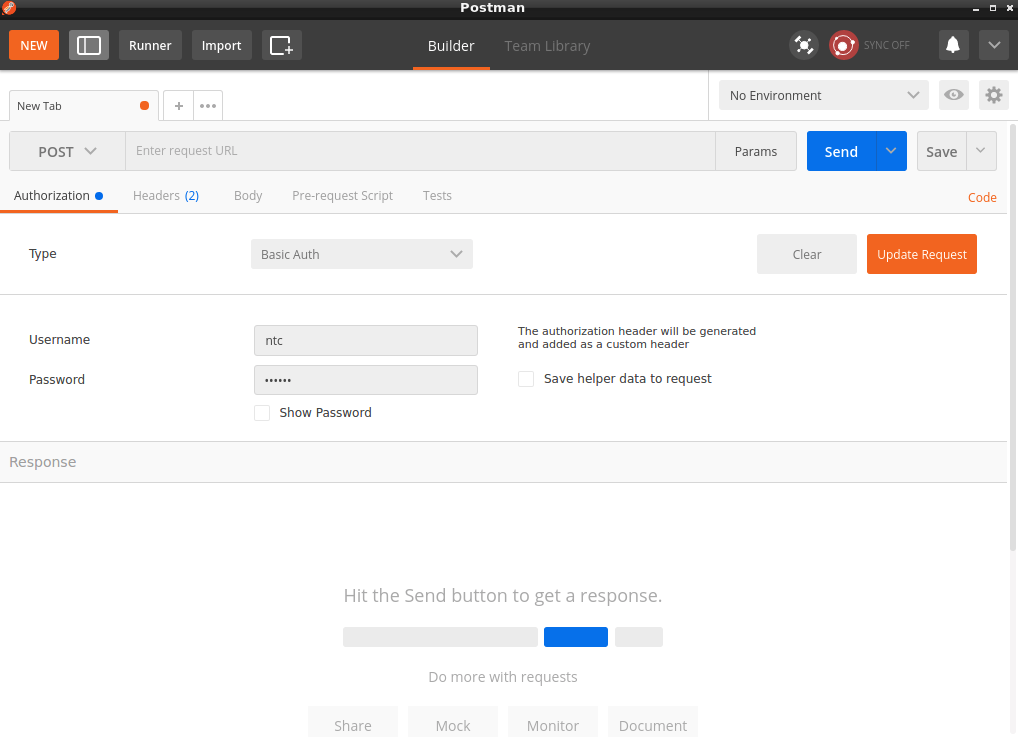 Postman
NEW
Runner
Import
Builder
Team Library
SYNC OFF
New Tab
+
•••
No Environment
POST
Enter request URL
Params
Send
Save
Authorization
Headers (2)
Body
Pre-request Script
Tests
Code
Type
Basic Auth
Clear
Update Request
Username
ntc
The authorization header will be generated
and added as a custom header
Password
••••••
Save helper data to request
Show Password
Response
Hit the Send button to get a response.
Do more with requests
Share
Mock
Monitor
Document